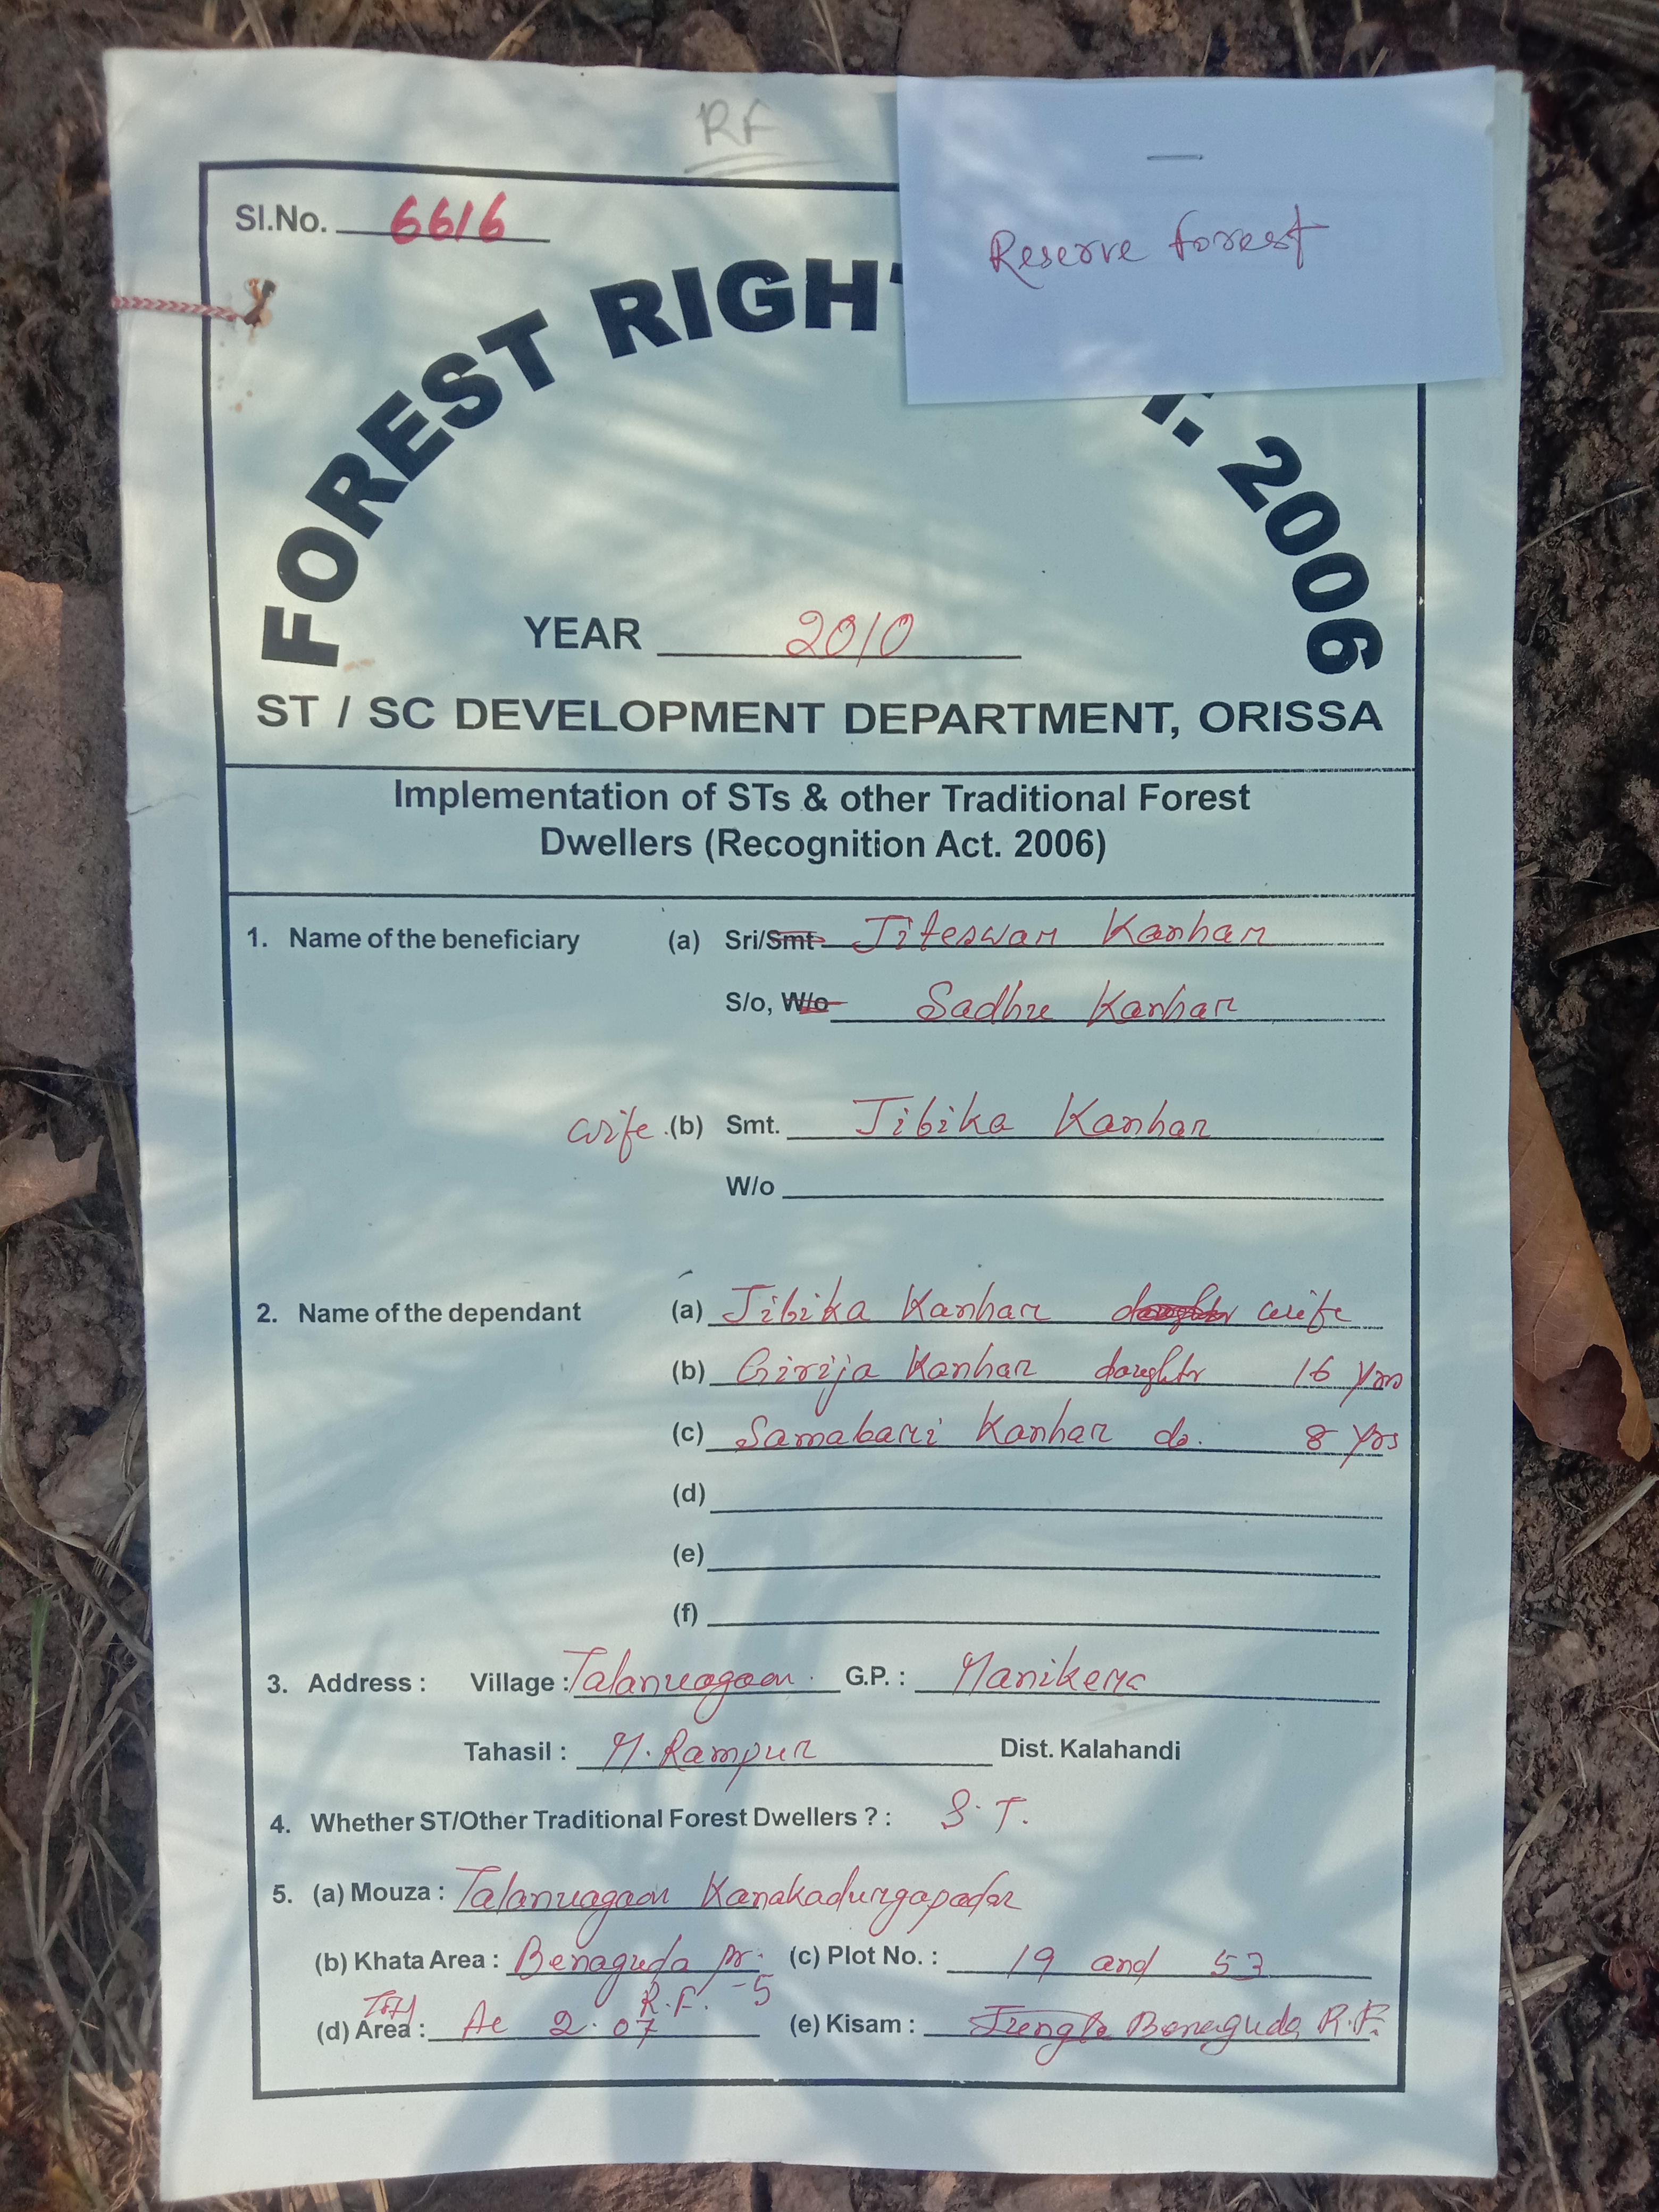 RF
Reserve forest
Sl.No. 6616
FOREST RIGHT T. 2006
YEAR 2010
ST / SC DEVELOPMENT DEPARTMENT, ORISSA
Implementation of STs & other Traditional Forest
Dwellers (Recognition Act. 2006)
1. Name of the beneficiary (a) Sri/Smt Jiteswar Kanhar
S/o, W/o Sadhu Kanhar
wife (b) Smt. Jibika Kanhar
W/o
2. Name of the dependant (a) Jibika Kanhar wife
(b) Girija Kanhar daughtr 16 yrs
(c) Samabari Kanhar do. 8 yrs
(d)
(e)
(f)
3. Address : Village : Talanuagaon G.P. : Manikera
Tahasil : M. Rampur Dist. Kalahandi
4. Whether ST/Other Traditional Forest Dwellers ? : S.T.
5. (a) Mouza : Talanuagaon Kanakadurgapadar
(b) Khata Area : Benaguda R.F. -5 (c) Plot No. : 19 and 53
(d) Area : Ac 2.07 (e) Kisam : Jungle Benaguda R.F.